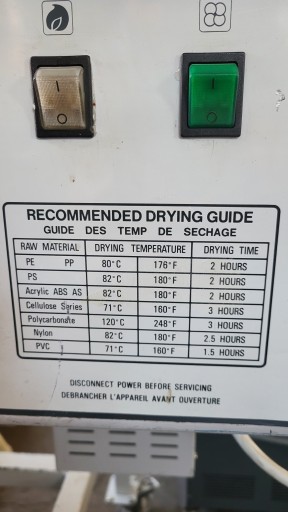 RECOMMENDED DRYING GUIDE
GUIDE DES TEMP DE SECHAGE
RAW MATERIAL DRYING TEMPERATURE DRYING TIME
PE PP 80°C 176°F 2 HOURS
PS 82°C 180°F 2 HOURS
Acrylic ABS AS 82°C 180°F 2 HOURS
Cellulose Series 71°C 160°F 3 HOURS
Polycarbonate 120°C 248°F 3 HOURS
Nylon 82°C 180°F 2.5 HOURS
PVC 71°C 160°F 1.5 HOUHS
DISCONNECT POWER BEFORE SERVICING
DEBRANCHER L'APPAREIL AVANT OUVERTURE